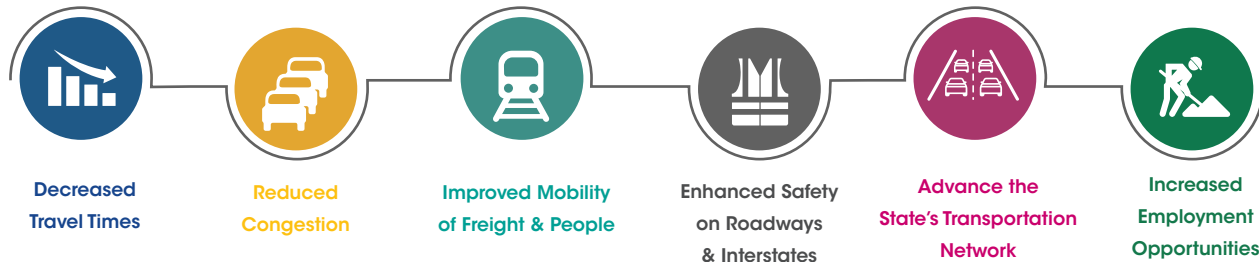 Decreased
Travel Times
Reduced
Congestion
Improved Mobility
of Freight & People
Enhanced Safety
on Roadways
& Interstates
Advance the
State's Transportation
Network
Increased
Employment
Opportunities